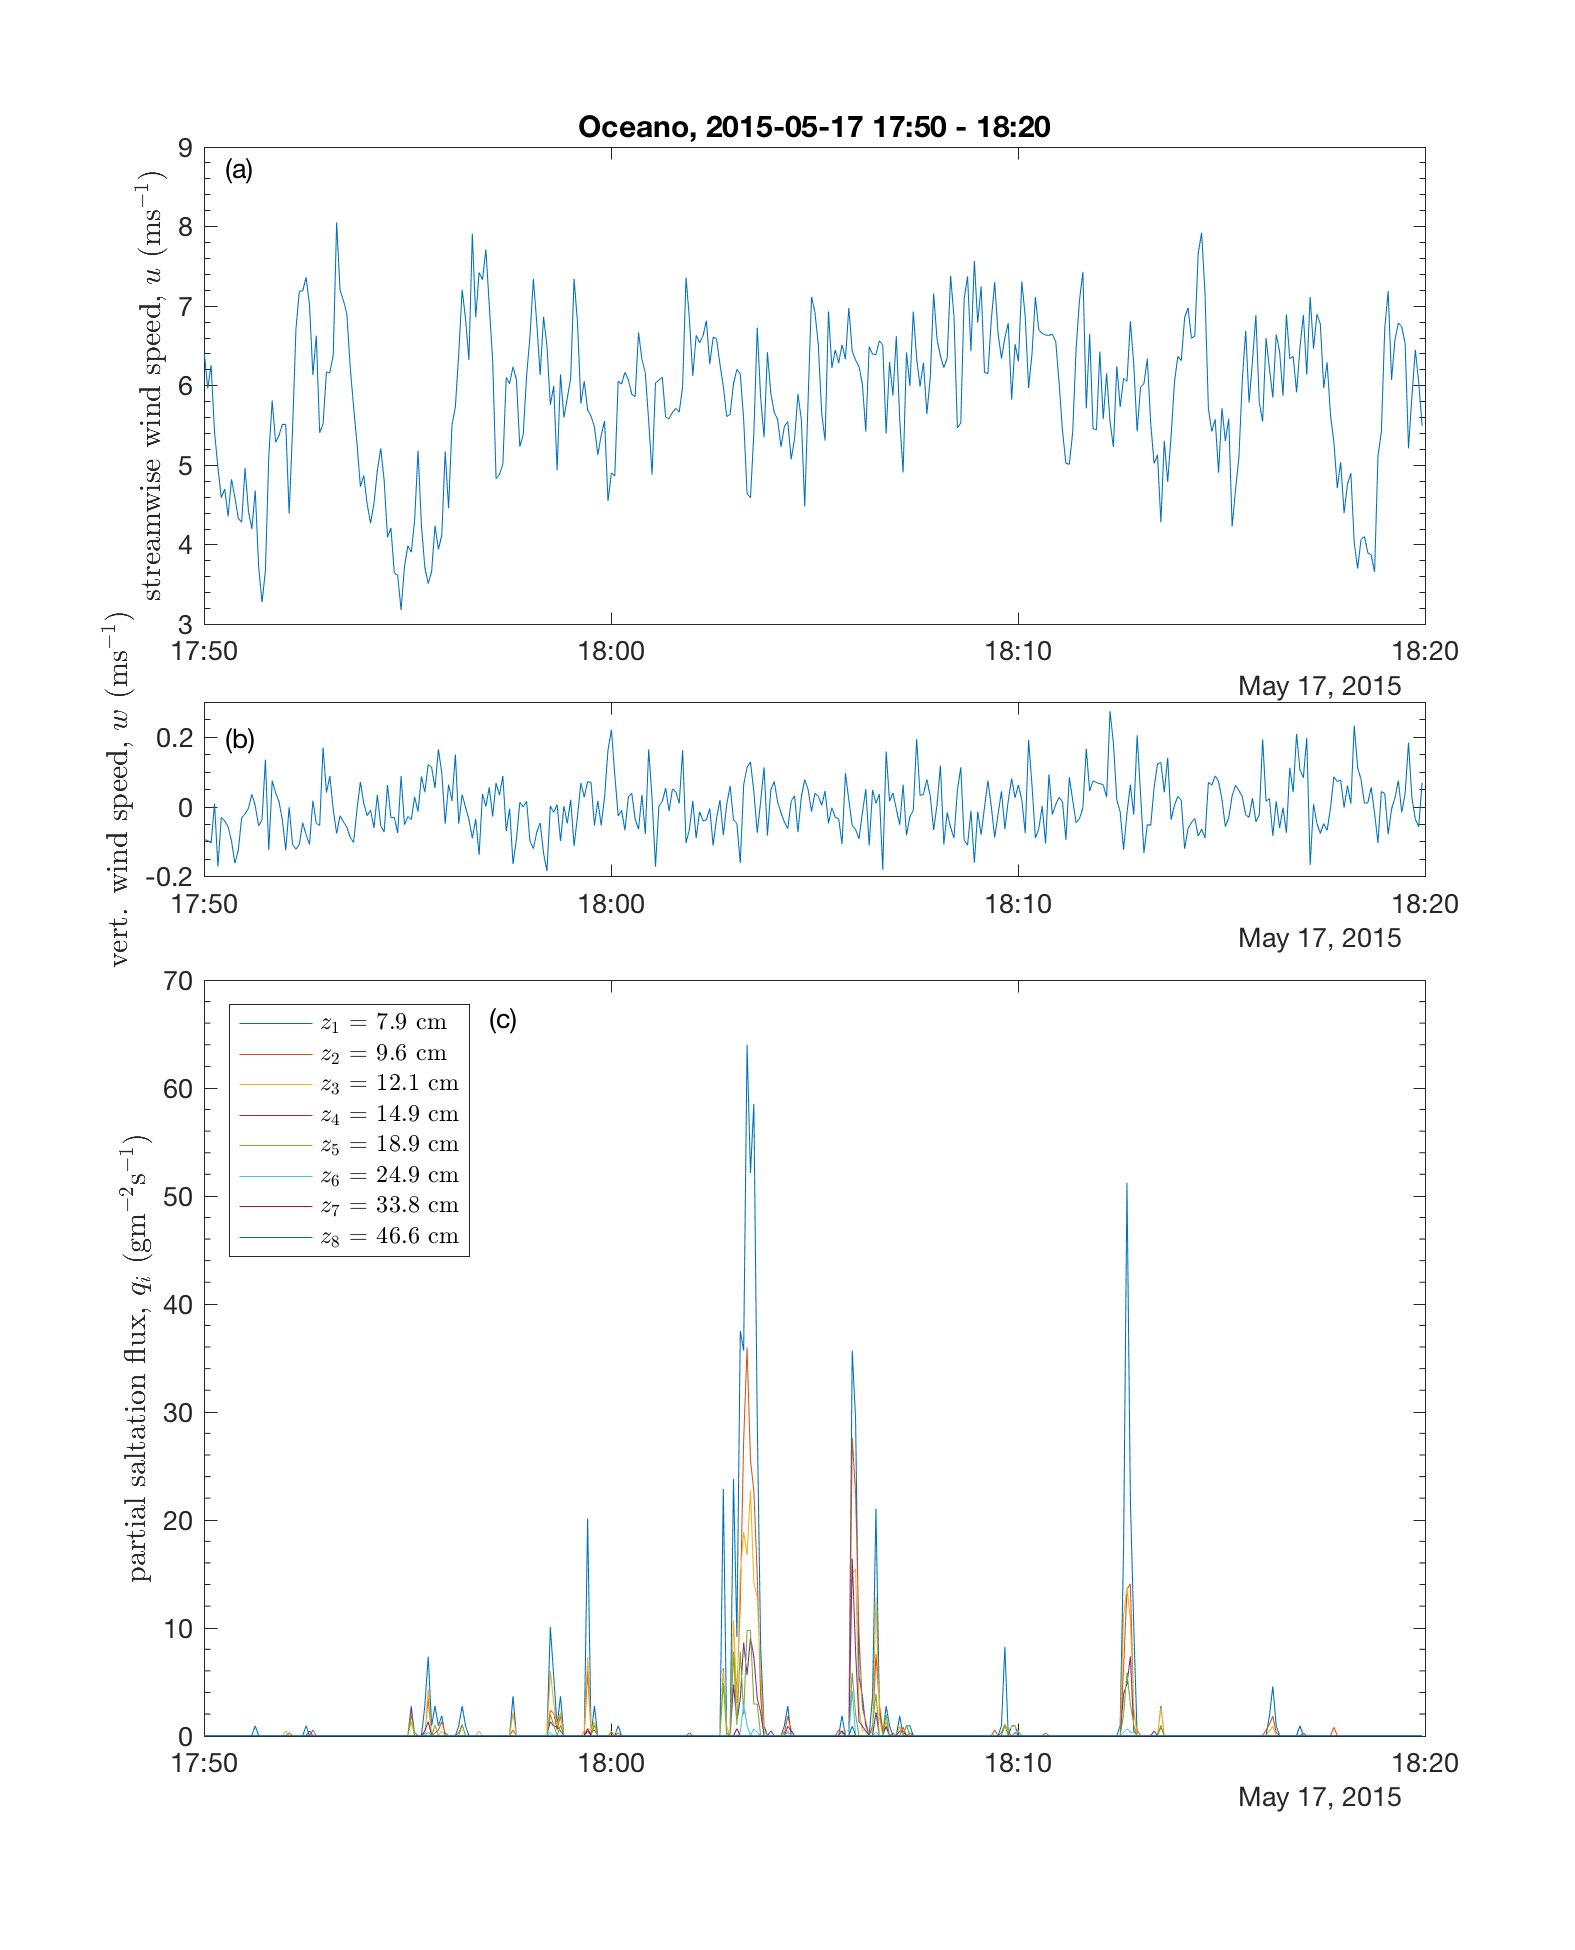 Oceano, 2015-05-17 17:50 - 18:20
(a)
streamwise wind speed, u (ms⁻¹)
9
8
7
6
5
4
3
17:50 18:00 18:10 18:20
May 17, 2015
(b)
vert. wind speed, w (ms⁻¹)
0.2
0
-0.2
17:50 18:00 18:10 18:20
May 17, 2015
(c)
partial saltation flux, qᵢ (gm⁻²s⁻¹)
70
60
50
40
30
20
10
0
z₁ = 7.9 cm
z₂ = 9.6 cm
z₃ = 12.1 cm
z₄ = 14.9 cm
z₅ = 18.9 cm
z₆ = 24.9 cm
z₇ = 33.8 cm
z₈ = 46.6 cm
17:50 18:00 18:10 18:20
May 17, 2015